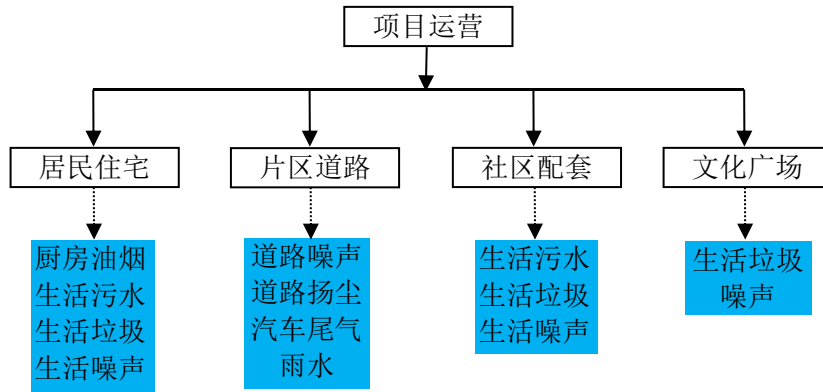 项目运营
居民住宅
片区道路
社区配套
文化广场
厨房油烟
生活污水
生活垃圾
生活噪声
道路噪声
道路扬尘
汽车尾气
雨水
生活污水
生活垃圾
生活噪声
生活垃圾
噪声